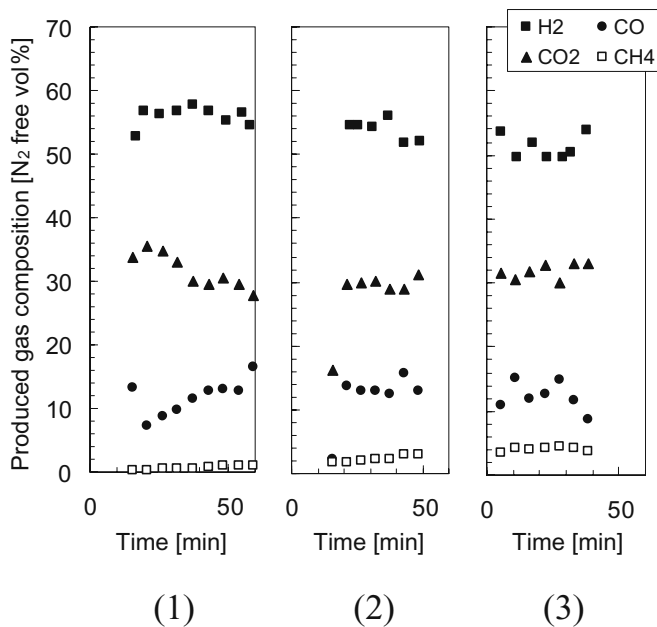 H2 CO
CO2 CH4
Produced gas composition [N2 free vol%]
70
60
50
40
30
20
10
0
0 50 0 50 0 50
Time [min] Time [min] Time [min]
(1) (2) (3)